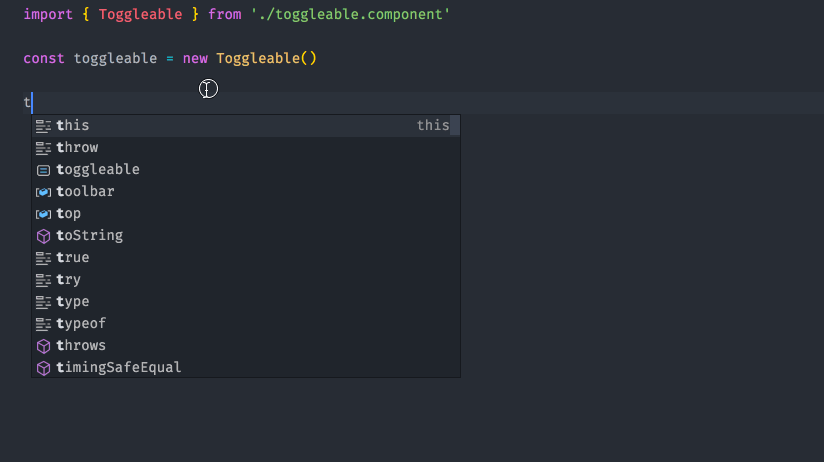 import { Toggleable } from './toggleable.component'
const toggleable = new Toggleable()
t
this this
throw
toggleable
toolbar
top
toString
true
try
type
typeof
throws
timingSafeEqual